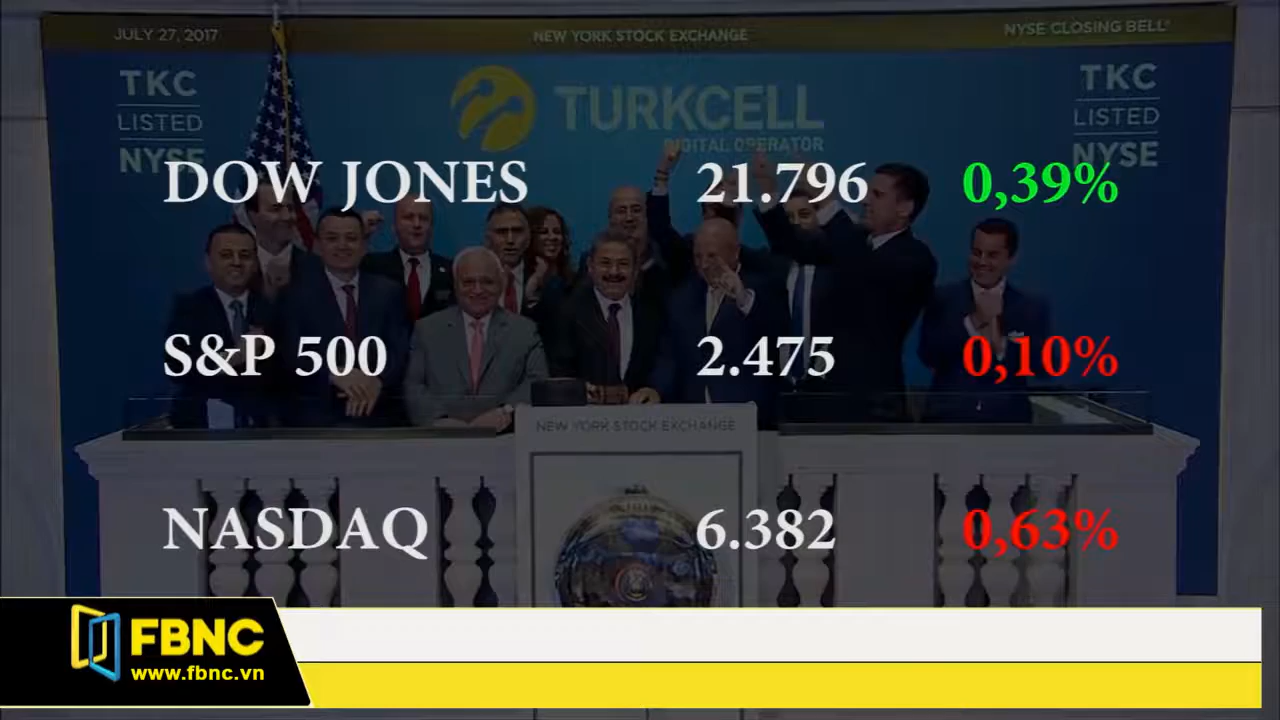 JULY 27, 2017
NEW YORK STOCK EXCHANGE
NYSE CLOSING BELL
TKC
LISTED
NYSE
TURKCELL
DIGITAL OPERATOR
TKC
LISTED
NYSE
DOW JONES 21.796 0,39%
S&P 500 2.475 0,10%
NEW YORK STOCK EXCHANGE
NASDAQ 6.382 0,63%
FBNC
www.fbnc.vn